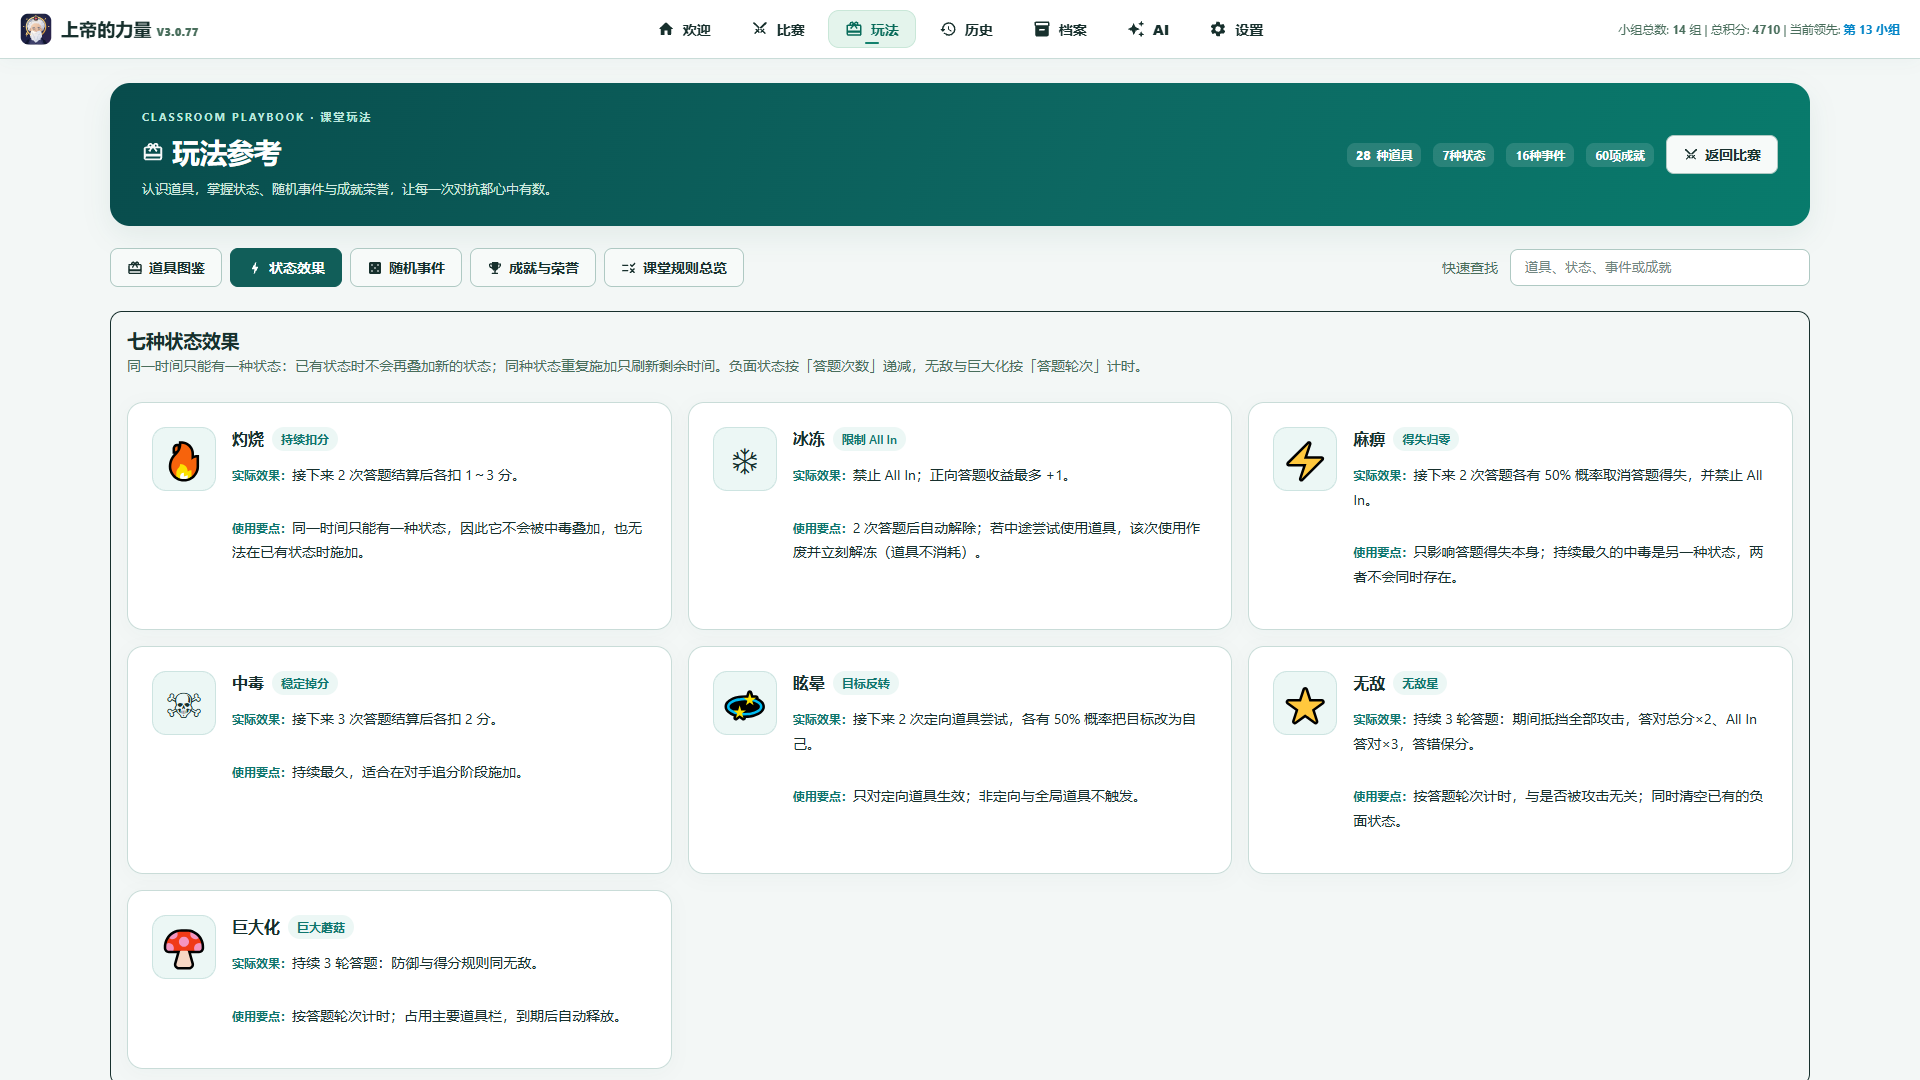 上帝的力量 V3.0.77
欢迎
比赛
玩法
历史
档案
AI
设置
小组总数: 14 组 | 总积分: 4710 | 当前领先: 第 13 小组
CLASSROOM PLAYBOOK · 课堂玩法
玩法参考
认识道具，掌握状态、随机事件与成就荣誉，让每一次对抗都心中有数。
28 种道具
7种状态
16种事件
60项成就
返回比赛
道具图鉴
状态效果
随机事件
成就与荣誉
课堂规则总览
快速查找
道具、状态、事件或成就
七种状态效果
同一时间只能有一种状态：已有状态时不会再叠加新的状态；同种状态重复施加只刷新剩余时间。负面状态按「答题次数」递减，无敌与巨大化按「答题轮次」计时。
灼烧 持续扣分
实际效果：接下来 2 次答题结算后各扣 1～3 分。
使用要点：同一时间只能有一种状态，因此它不会被中毒叠加，也无
法在已有状态时施加。
冰冻 限制 All In
实际效果：禁止 All In；正向答题收益最多 +1。
使用要点：2 次答题后自动解除；若中途尝试使用道具，该次使用作
废并立刻解冻（道具不消耗）。
麻痹 得失归零
实际效果：接下来 2 次答题各有 50% 概率取消答题得失，并禁止 All
In。
使用要点：只影响答题得失本身；持续最久的中毒是另一种状态，两
者不会同时存在。
中毒 稳定掉分
实际效果：接下来 3 次答题结算后各扣 2 分。
使用要点：持续最久，适合在对手追分阶段施加。
眩晕 目标反转
实际效果：接下来 2 次定向道具尝试，各有 50% 概率把目标改为自
己。
使用要点：只对定向道具生效；非定向与全局道具不触发。
无敌 无敌星
实际效果：持续 3 轮答题：期间抵挡全部攻击，答对总分×2、All In
答对×3，答错保分。
使用要点：按答题轮次计时，与是否被攻击无关；同时清空已有的负
面状态。
巨大化 巨大蘑菇
实际效果：持续 3 轮答题：防御与得分规则同无敌。
使用要点：按答题轮次计时；占用主要道具栏，到期后自动释放。